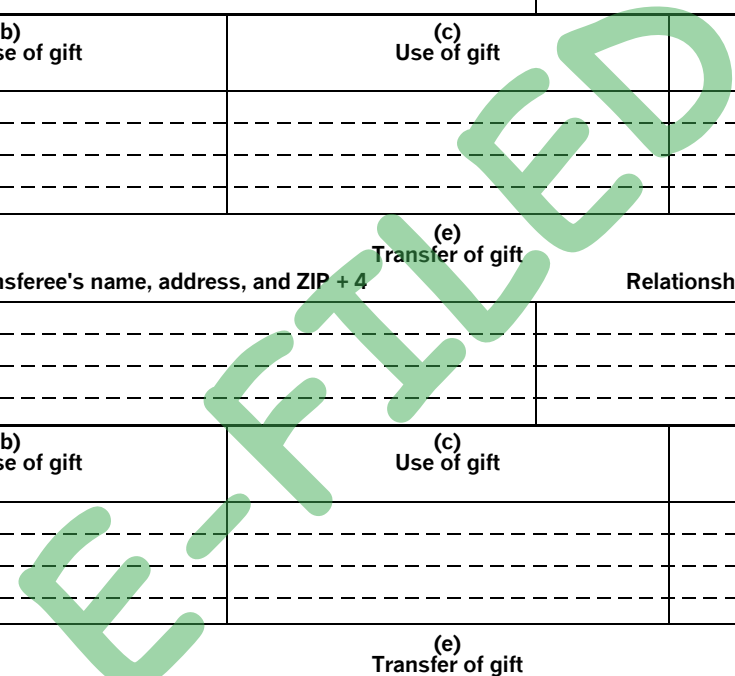 b) (c)
se of gift Use of gift
(e)
Transfer of gift
nsferee's name, address, and ZIP + 4 Relationsh
b) (c)
se of gift Use of gift
(e)
Transfer of gift
E-FILED